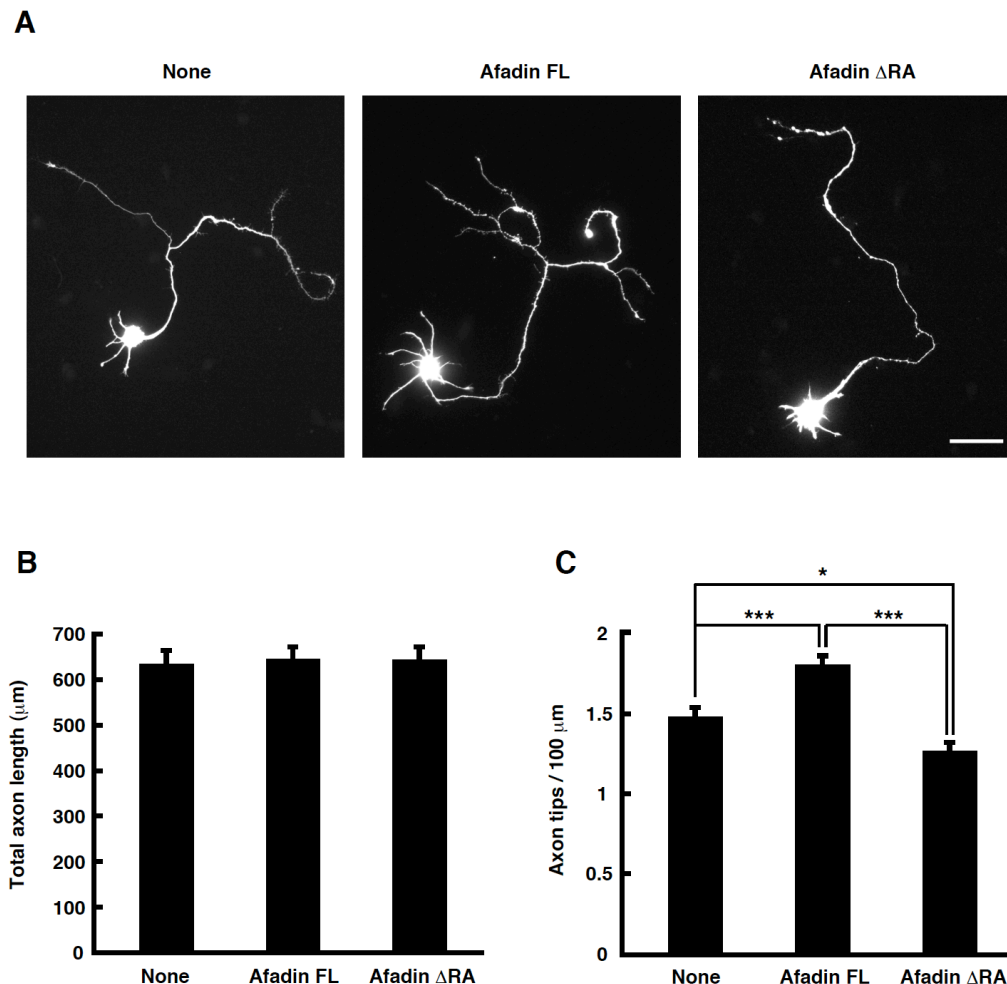 A
None
Afadin FL
Afadin ΔRA
B
Total axon length (μm)
700
600
500
400
300
200
100
0
None
Afadin FL
Afadin ΔRA
C
Axon tips / 100 μm
2
1.5
1
0.5
0
*
***
***
None
Afadin FL
Afadin ΔRA